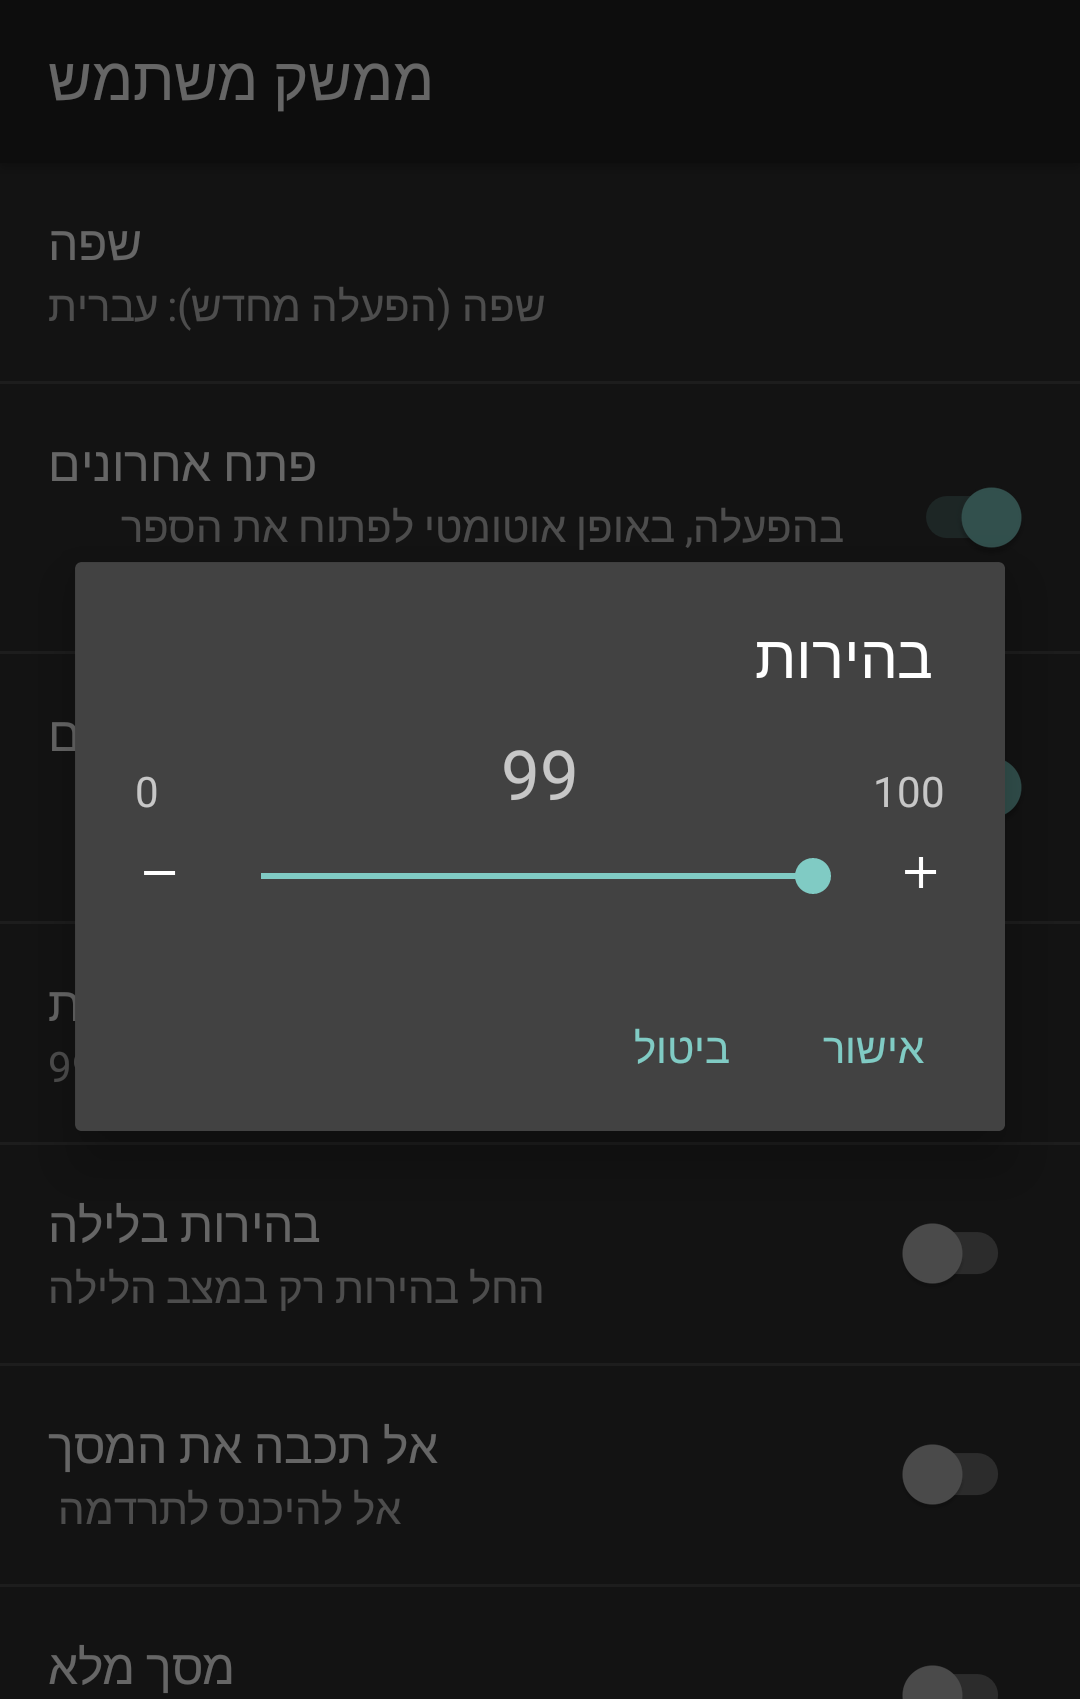 ממשק משתמש
שפה
שפה (הפעלה מחדש): עברית
פתח אחרונים
בהפעלה, באופן אוטומטי לפתוח את הספר
בהירות
99
0
100
ביטול
אישור
בהירות בלילה
החל בהירות רק במצב הלילה
אל תכבה את המסך
אל להיכנס לתרדמה
מסך מלא